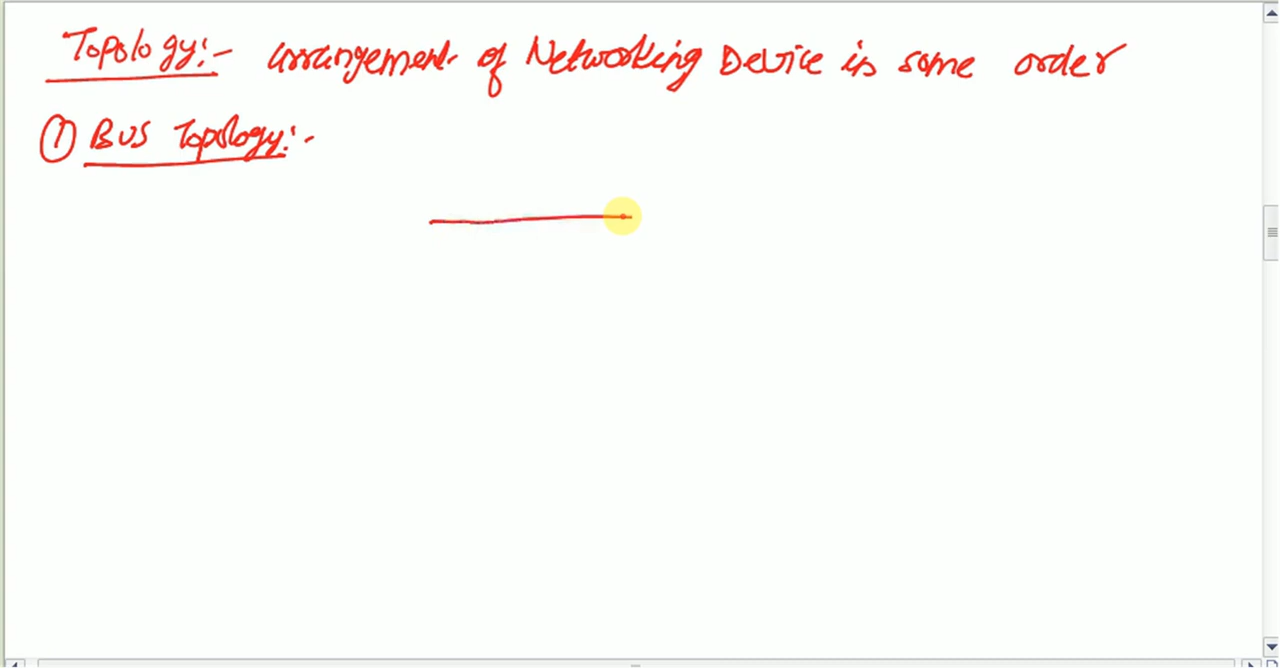 Topology:- arrangement of Networking Device in some order
① BUS Topology:-